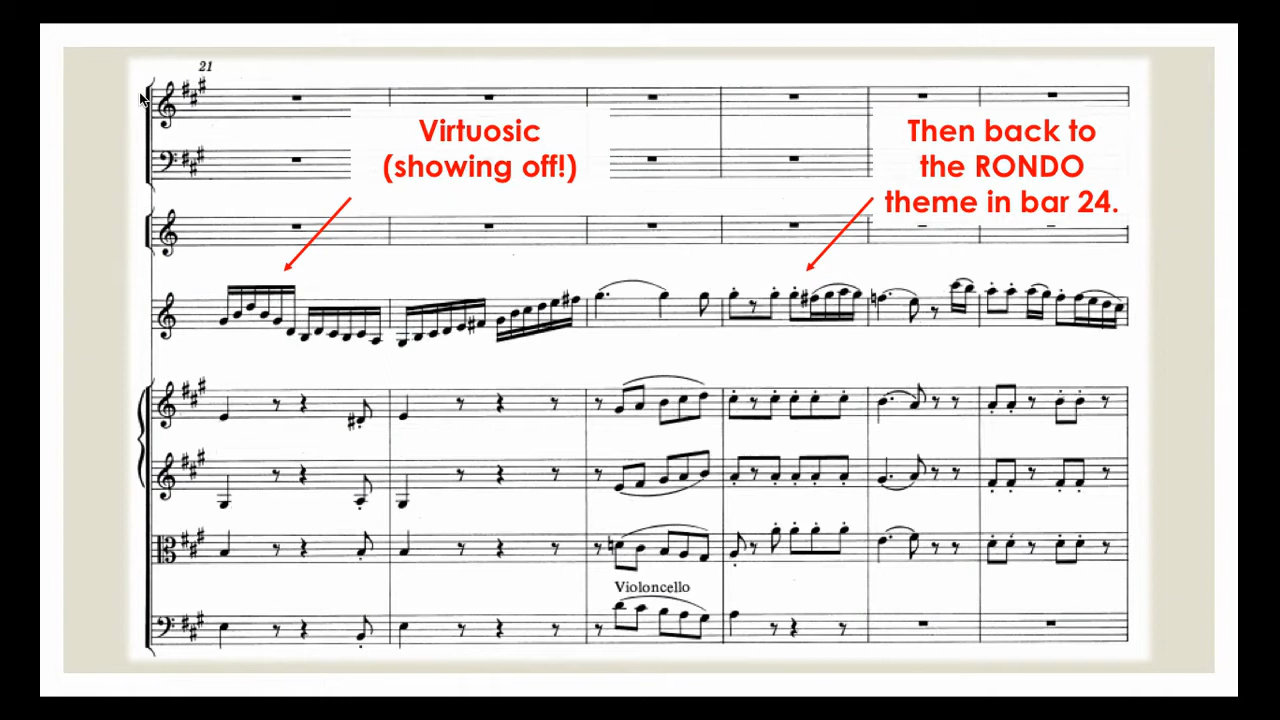 21
Virtuosic
(showing off!)
Then back to
the RONDO
theme in bar 24.
Violoncello